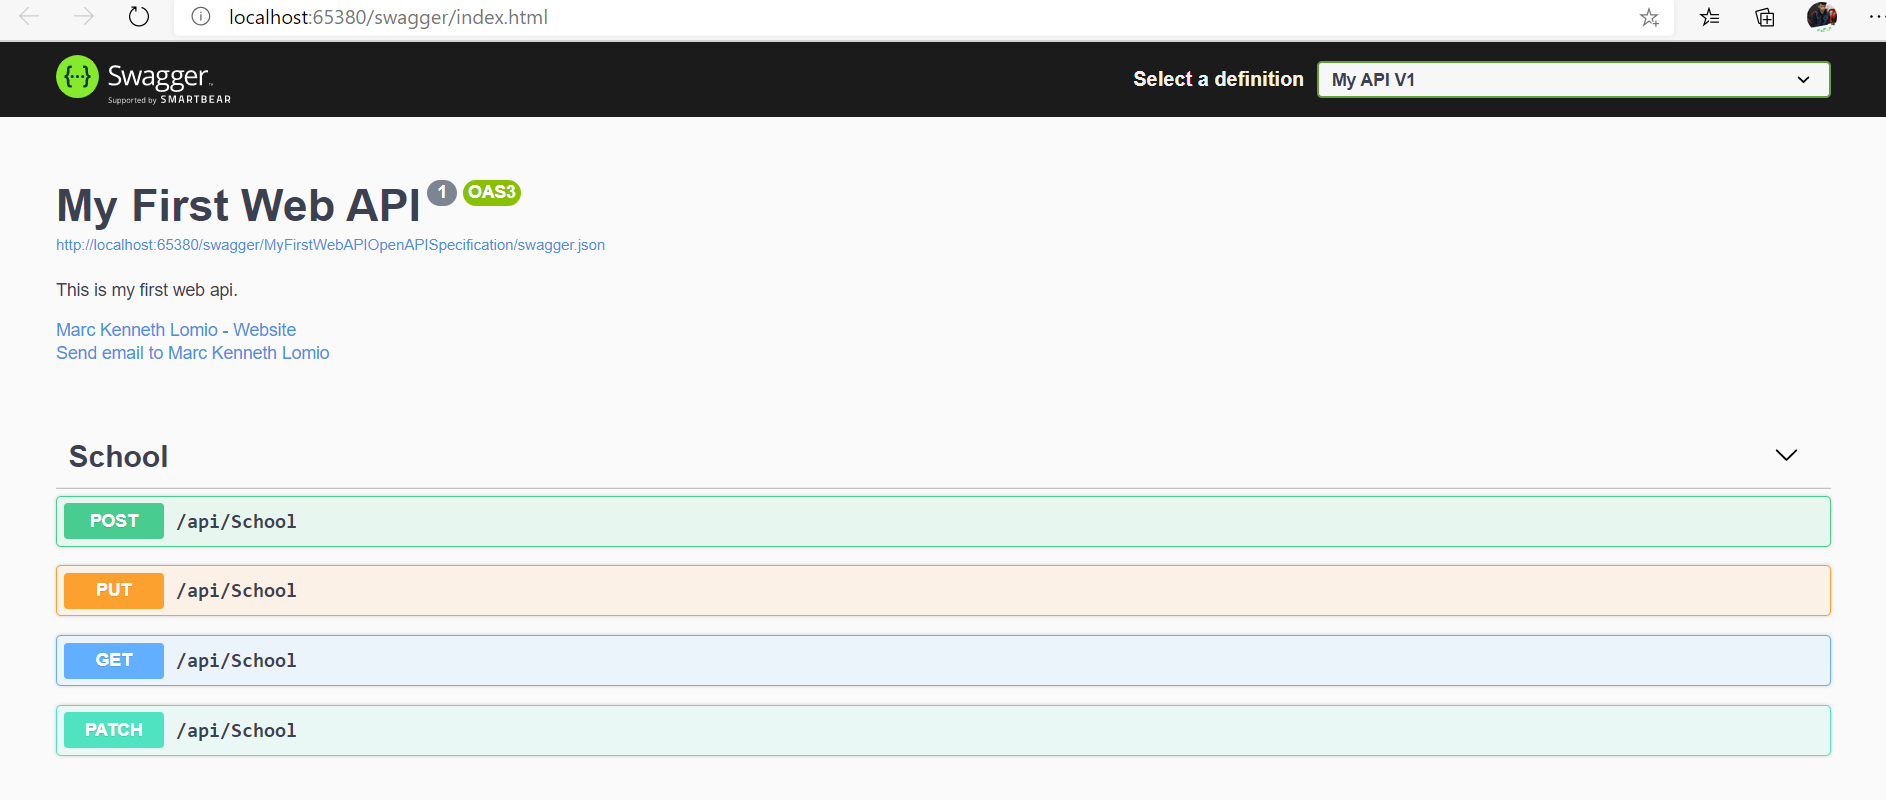 localhost:65380/swagger/index.html
Swagger
Supported by SMARTBEAR
Select a definition
My API V1
My First Web API 1 OAS3
http://localhost:65380/swagger/MyFirstWebAPIOpenAPISpecification/swagger.json
This is my first web api.
Marc Kenneth Lomio - Website
Send email to Marc Kenneth Lomio
School
POST /api/School
PUT /api/School
GET /api/School
PATCH /api/School